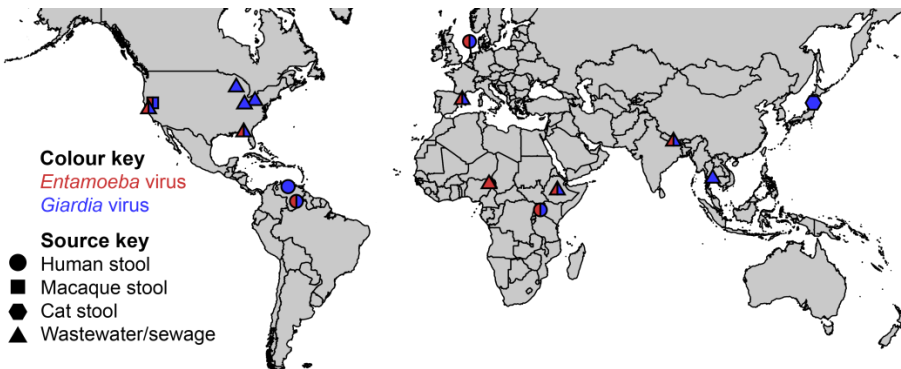 Colour key
Entamoeba virus
Giardia virus
Source key
Human stool
Macaque stool
Cat stool
Wastewater/sewage